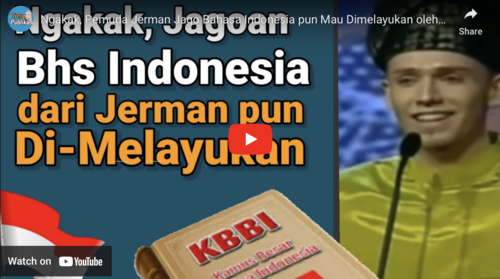 Ngakak, Pemuda Jerman Jago Bahasa Indonesia pun Mau Dimelayukan oleh...
Share
Ngakak, Jagoan
Bhs Indonesia
dari Jerman pun
Di-Melayukan
KBBI
Kamus Besar
Indonesia
Watch on YouTube